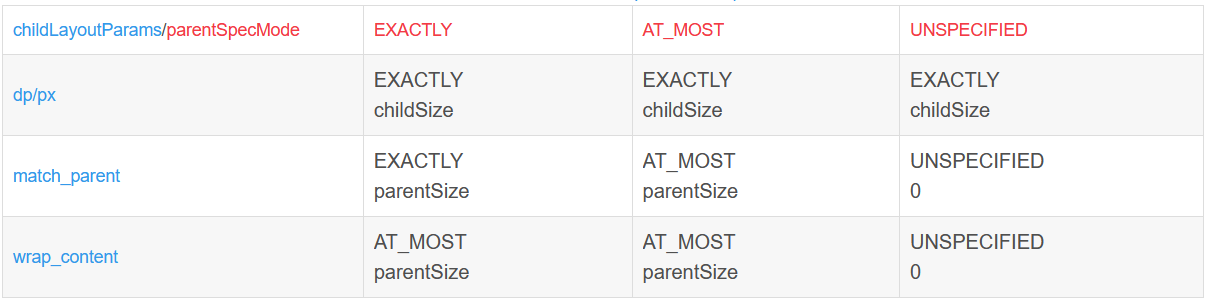 childLayoutParams/parentSpecMode EXACTLY AT_MOST UNSPECIFIED
dp/px
EXACTLY EXACTLY EXACTLY
childSize childSize childSize
match_parent
EXACTLY AT_MOST UNSPECIFIED
parentSize parentSize 0
wrap_content
AT_MOST AT_MOST UNSPECIFIED
parentSize parentSize 0